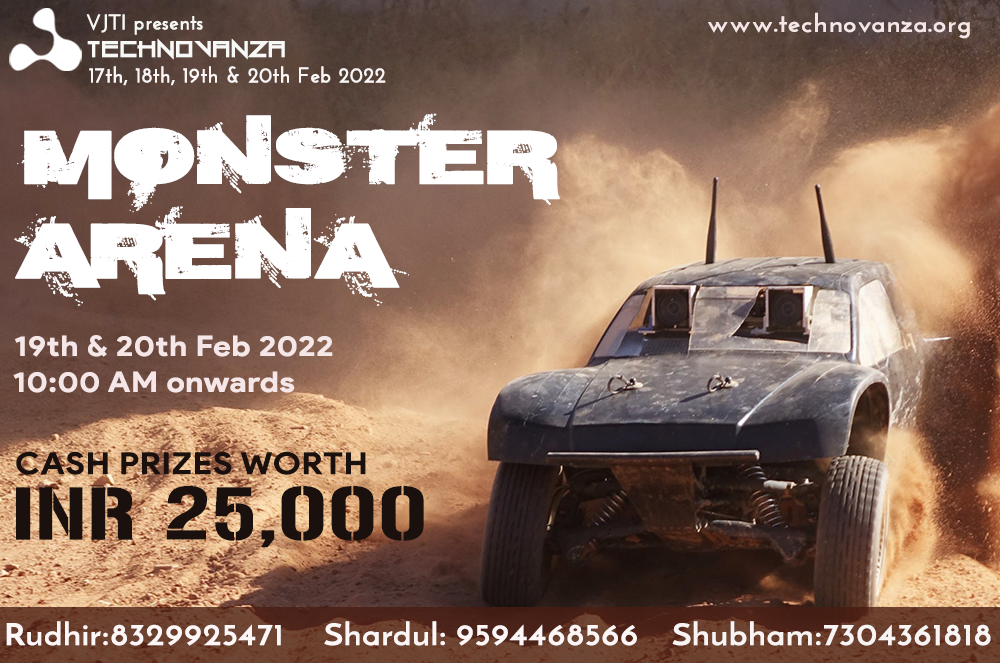 VJTI presents
TECHNOVANZA
17th, 18th, 19th & 20th Feb 2022
www.technovanza.org
MONSTER
ARENA
19th & 20th Feb 2022
10:00 AM onwards
CASH PRIZES WORTH
INR 25,000
Rudhir:8329925471 Shardul: 9594468566 Shubham:7304361818